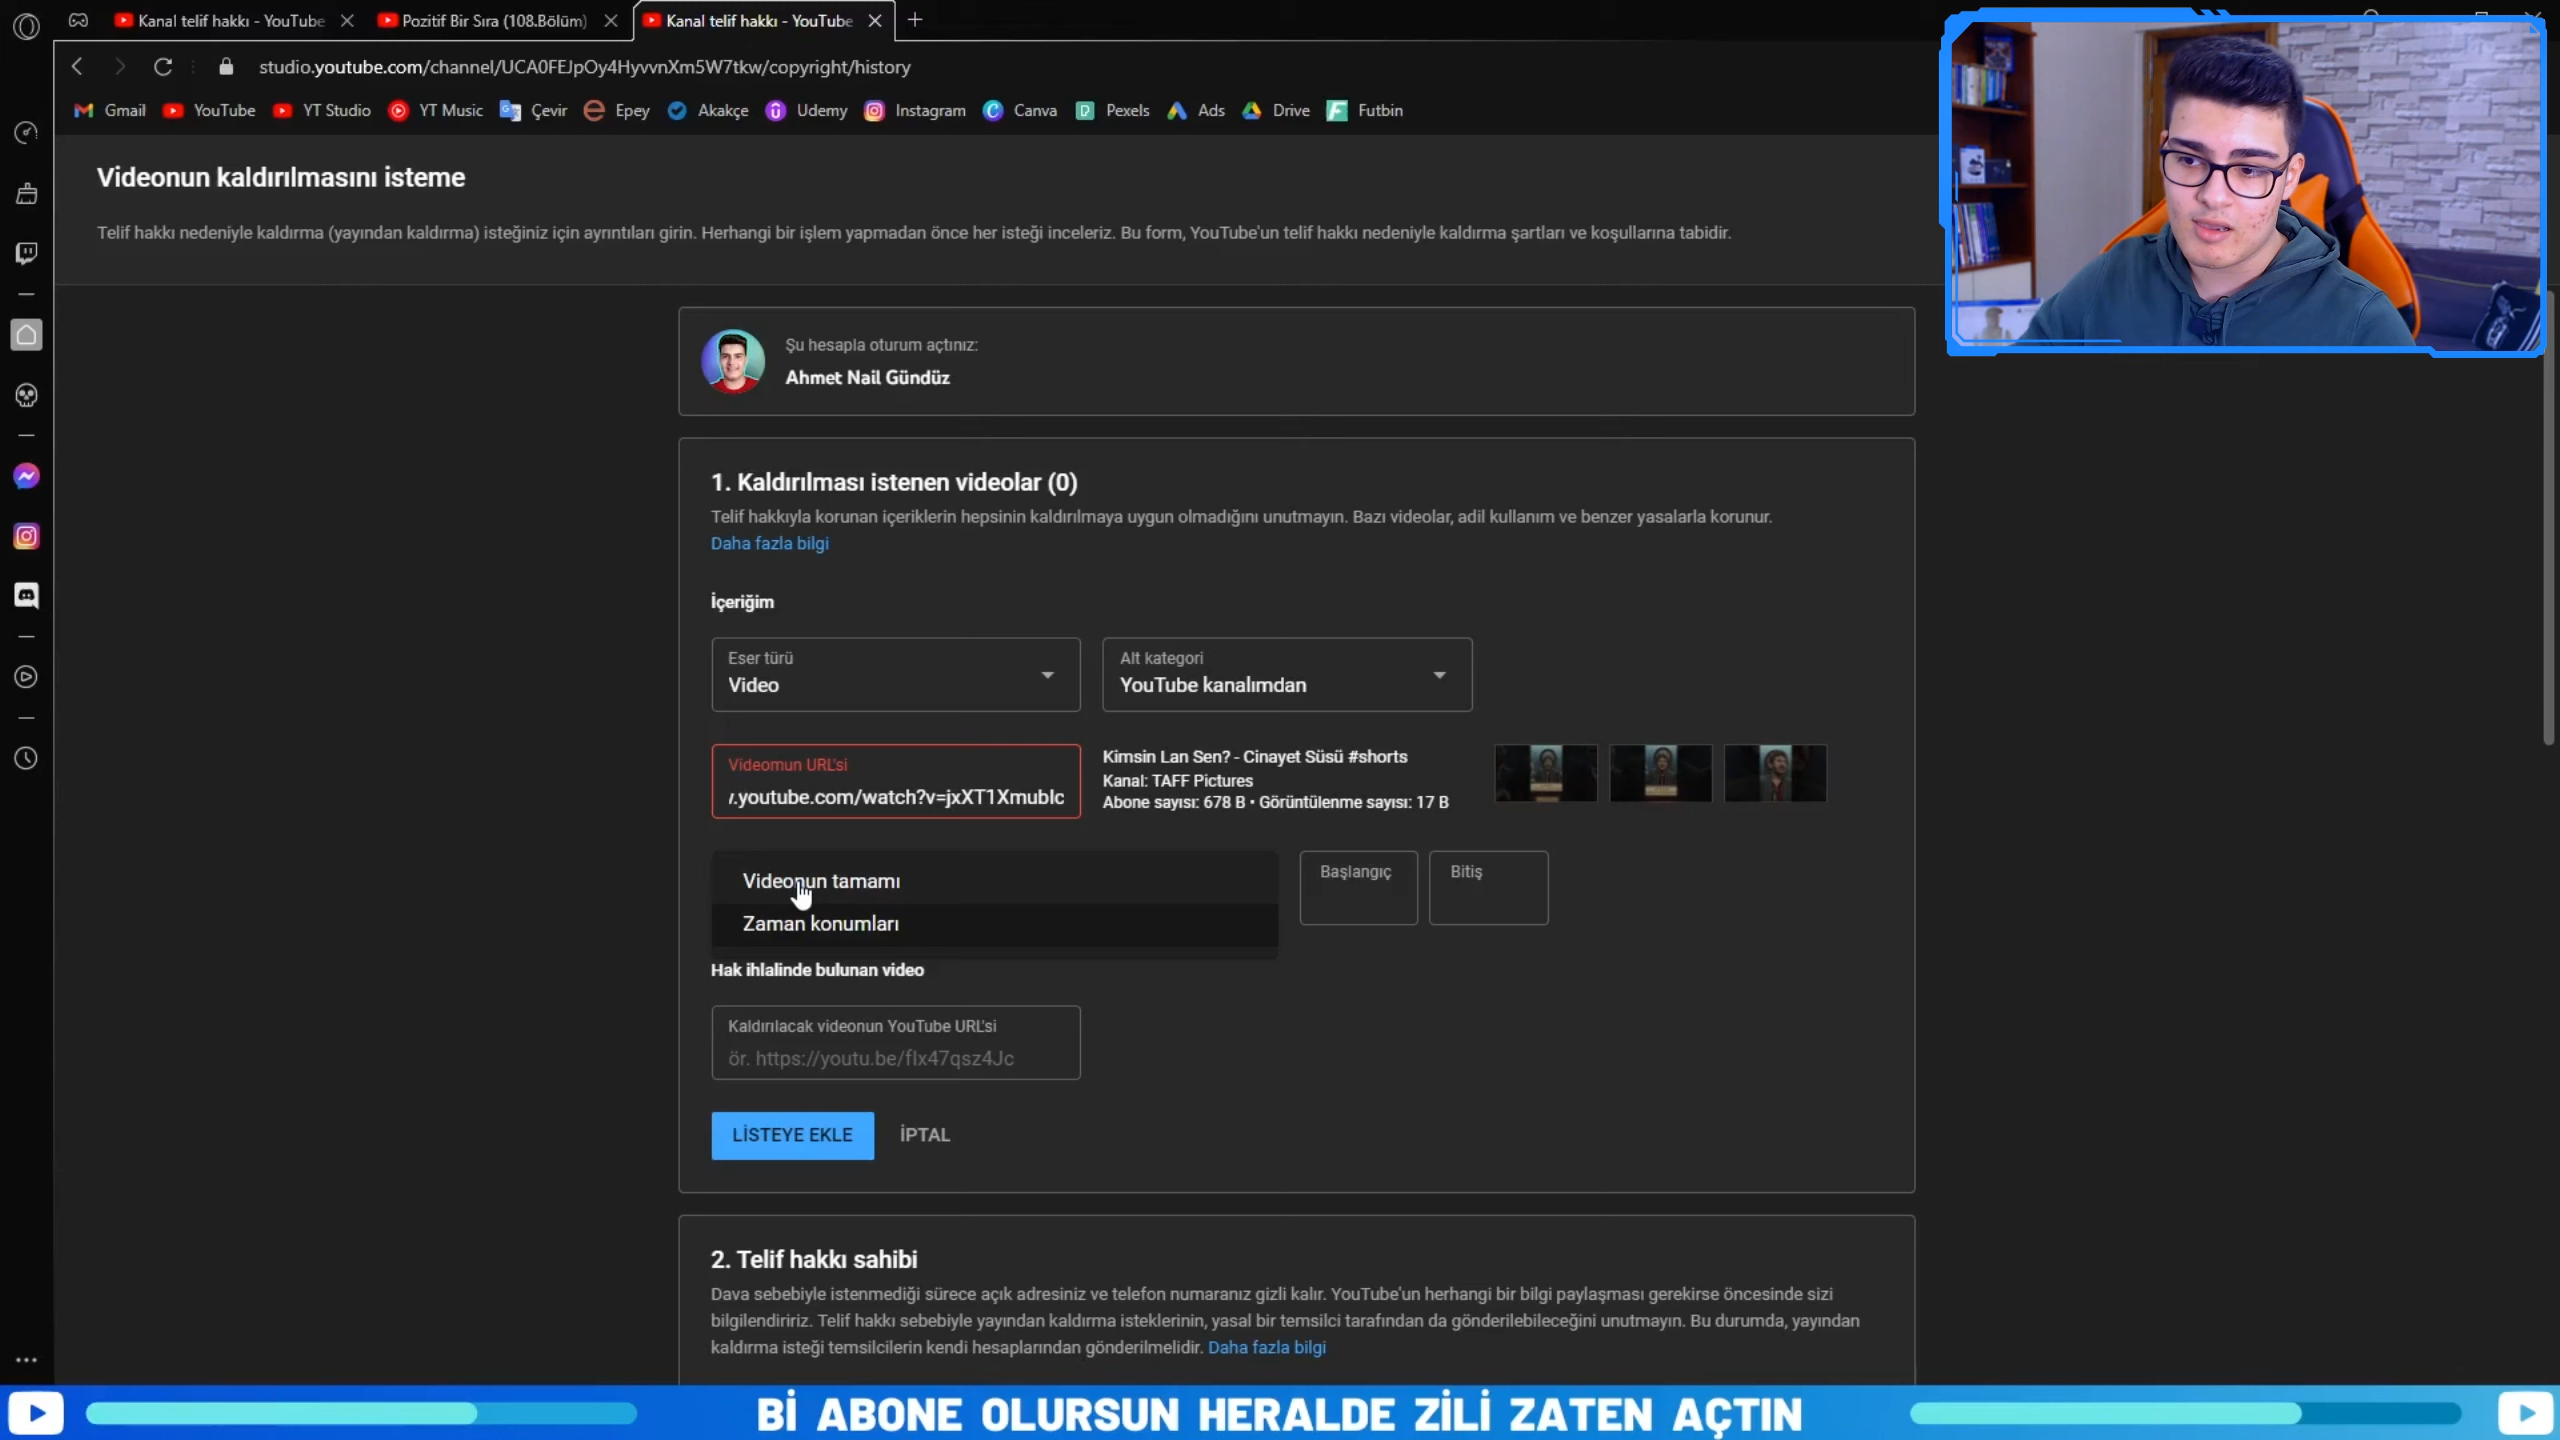 Kanal telif hakkı - YouTube
Pozitif Bir Sıra (108.Bölüm)
Kanal telif hakkı - YouTube
studio.youtube.com/channel/UCA0FEJpOy4HyvvnXm5W7tkw/copyright/history
Gmail YouTube YT Studio YT Music Çevir Epey Akakçe Udemy Instagram Canva Pexels Ads Drive Futbin
Videonun kaldırılmasını isteme
Telif hakkı nedeniyle kaldırma (yayından kaldırma) isteğiniz için ayrıntıları girin. Herhangi bir işlem yapmadan önce her isteği inceleriz. Bu form, YouTube'un telif hakkı nedeniyle kaldırma şartları ve koşullarına tabidir.
Şu hesapla oturum açtınız:
Ahmet Nail Gündüz
1. Kaldırılması istenen videolar (0)
Telif hakkıyla korunan içeriklerin hepsinin kaldırılmaya uygun olmadığını unutmayın. Bazı videolar, adil kullanım ve benzer yasalarla korunur.
Daha fazla bilgi
İçeriğim
Eser türü
Video
Alt kategori
YouTube kanalımdan
Videomun URL'si
.youtube.com/watch?v=jxXT1XmubIc
Kimsin Lan Sen? - Cinayet Süsü #shorts
Kanal: TAFF Pictures
Abone sayısı: 678 B • Görüntülenme sayısı: 17 B
Videonun tamamı
Zaman konumları
Başlangıç
Bitiş
Hak ihlalinde bulunan video
Kaldırılacak videonun YouTube URL'si
ör. https://youtu.be/fIx47qsz4Jc
LİSTEYE EKLE
İPTAL
2. Telif hakkı sahibi
Dava sebebiyle istenmediği sürece açık adresiniz ve telefon numaranız gizli kalır. YouTube'un herhangi bir bilgi paylaşması gerekirse öncesinde sizi
bilgilendiririz. Telif hakkı sebebiyle yayından kaldırma isteklerinin, yasal bir temsilci tarafından da gönderilebileceğini unutmayın. Bu durumda, yayından
kaldırma isteği temsilcilerin kendi hesaplarından gönderilmelidir. Daha fazla bilgi
Bİ ABONE OLURSUN HERALDE ZİLİ ZATEN AÇTIN